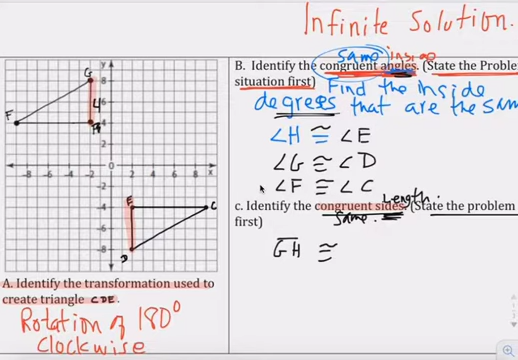 Infinite Solution.
same inside
B. Identify the congruent angles. (State the Problem
situation first)
Find the inside
degrees that are the sam
∠H ≅ ∠E
∠G ≅ ∠D
∠F ≅ ∠C
Length.
c. Identify the congruent sides. (State the problem
Same.
first)
GH ≅
y
G
8
6
4
F
H
4
2
-8 -6 -4 -2 0 2 4 6 8 x
-2
E
C
-4
-6
D
-8
A. Identify the transformation used to
create triangle CDE
Rotation of 180°
Clockwise